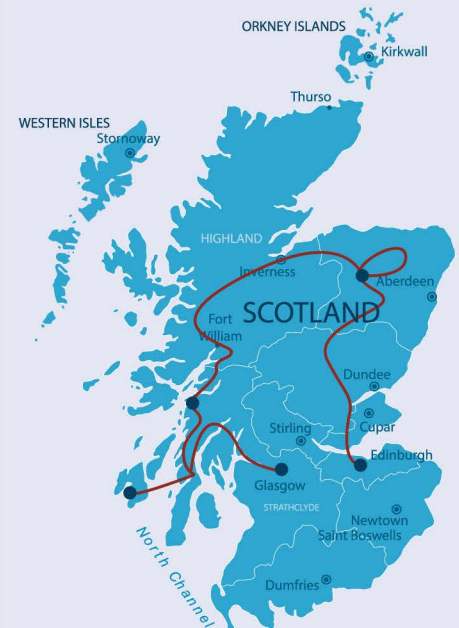 ORKNEY ISLANDS
Kirkwall
Thurso
WESTERN ISLES
Stornoway
HIGHLAND
Inverness
Aberdeen
SCOTLAND
Fort
William
Dundee
Cupar
Stirling
Edinburgh
Glasgow
STRATHCLYDE
Newtown
Saint Boswells
North Channel
Dumfries